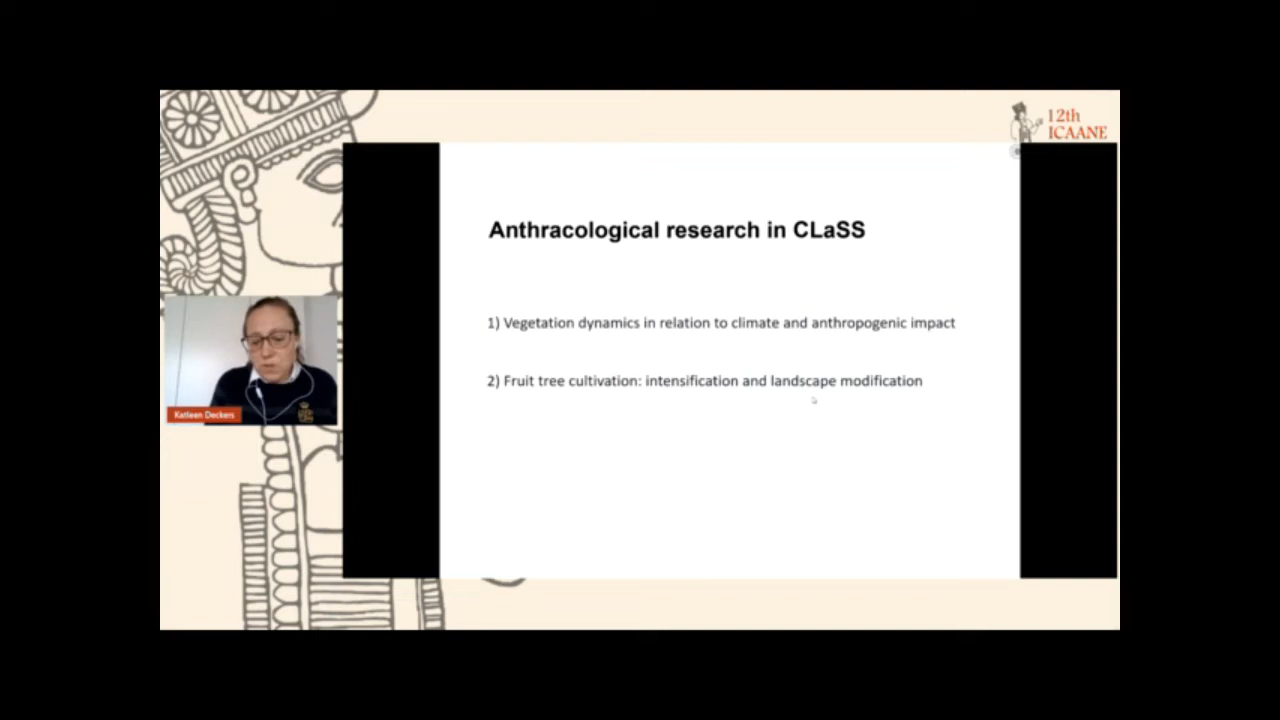 12th
ICAANE
Anthracological research in CLaSS
1) Vegetation dynamics in relation to climate and anthropogenic impact
2) Fruit tree cultivation: intensification and landscape modification
Katleen Deckers